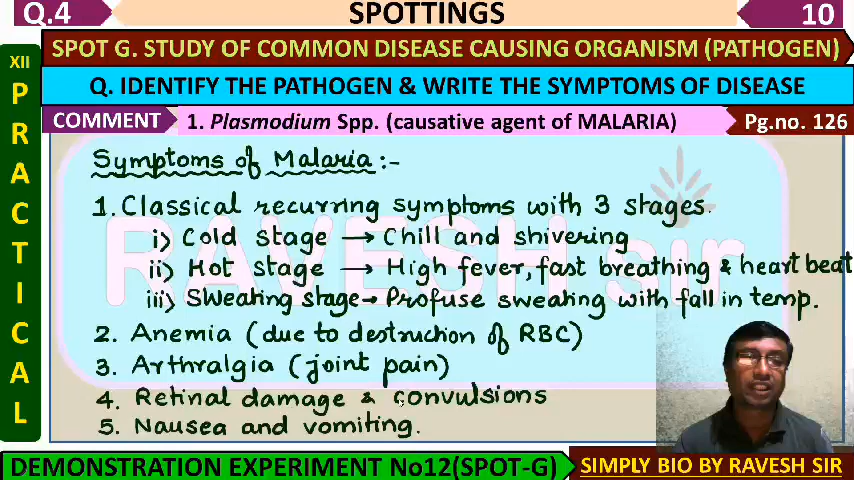 Q.4 SPOTTINGS 10
SPOT G. STUDY OF COMMON DISEASE CAUSING ORGANISM (PATHOGEN)
Q. IDENTIFY THE PATHOGEN & WRITE THE SYMPTOMS OF DISEASE
COMMENT 1. Plasmodium Spp. (causative agent of MALARIA) Pg.no. 126
XII
P
R
A
C
T
I
C
A
L
RAVESH sir
Symptoms of Malaria:-
1. Classical recurring symptoms with 3 stages.
i) Cold stage → Chill and shivering
ii) Hot stage → High fever, fast breathing & heart beat
iii) Sweating stage → Profuse sweating with fall in temp.
2. Anemia (due to destruction of RBC)
3. Arthralgia (joint pain)
4. Retinal damage & convulsions
5. Nausea and vomiting.
DEMONSTRATION EXPERIMENT No12(SPOT-G) SIMPLY BIO BY RAVESH SIR